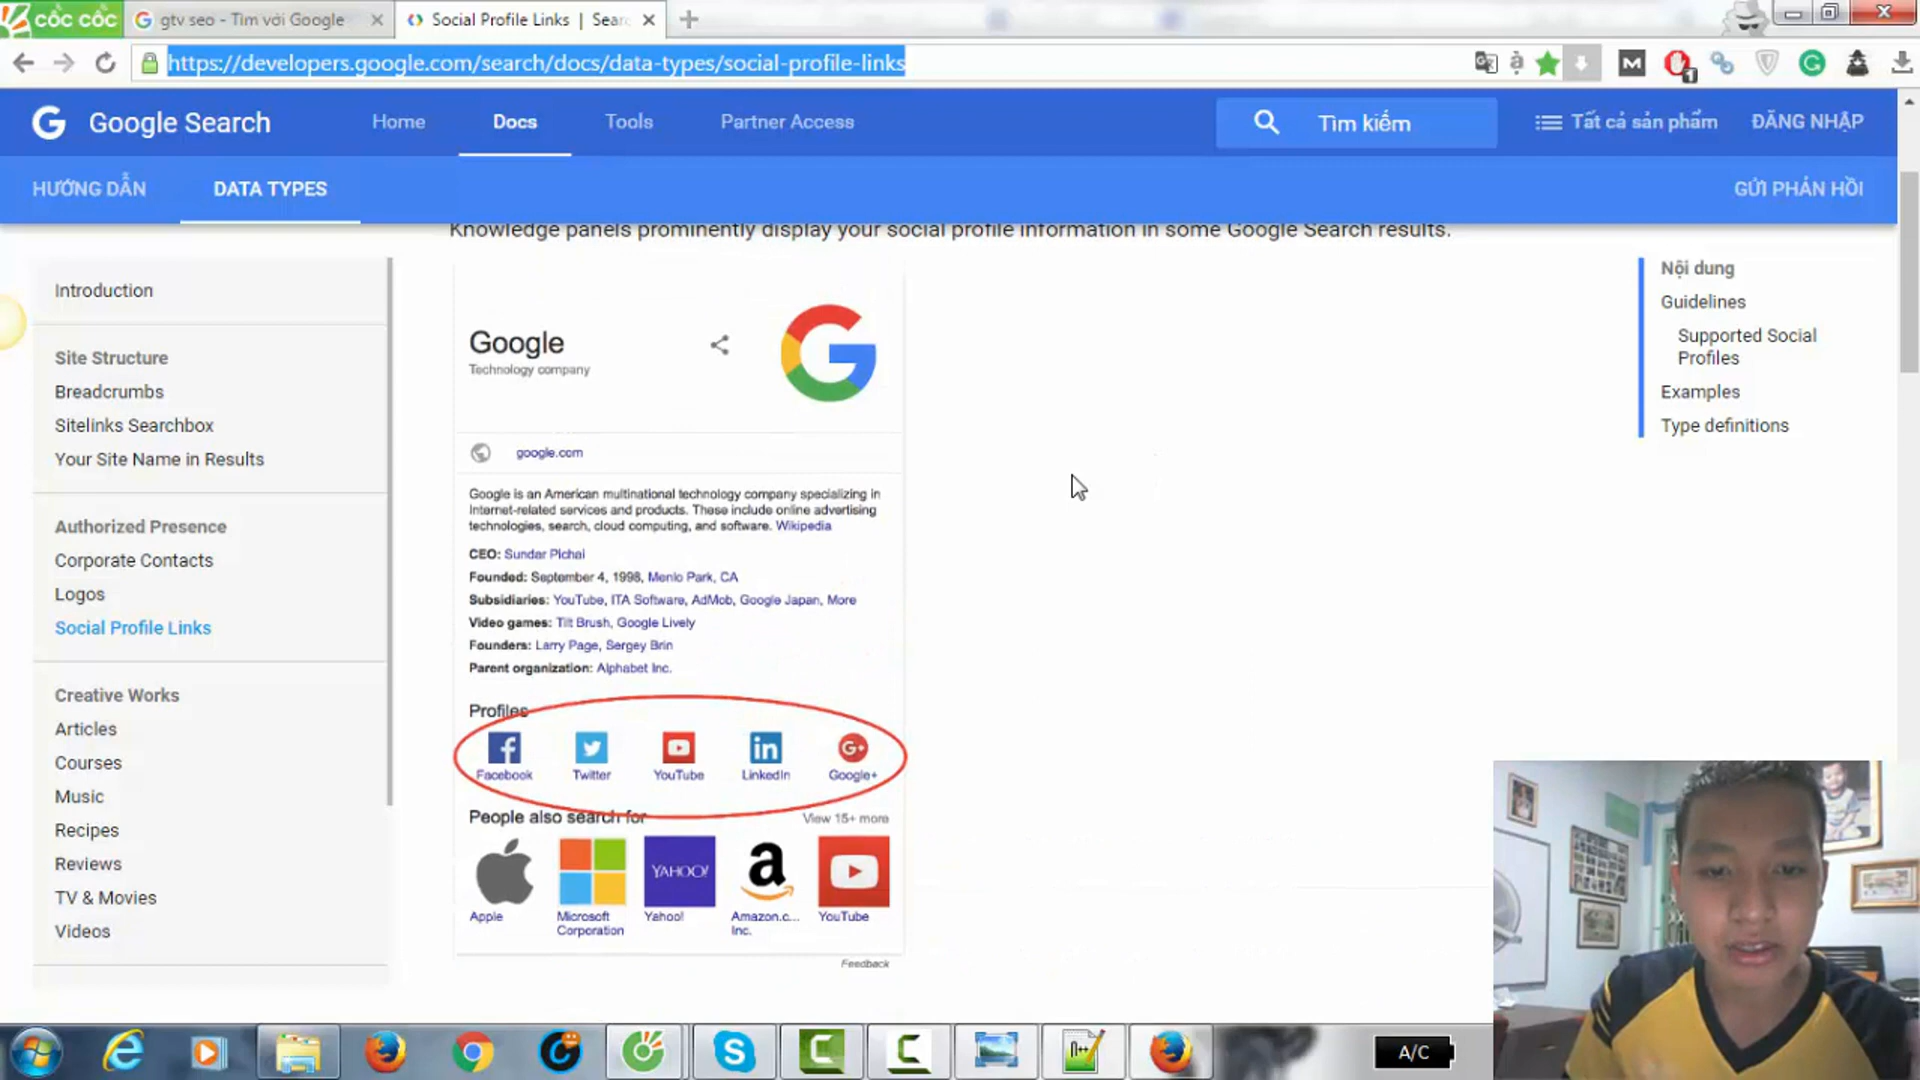 cốc cốc
gtv seo - Tìm với Google
Social Profile Links | Sear
https://developers.google.com/search/docs/data-types/social-profile-links
Google Search
Home
Docs
Tools
Partner Access
Tìm kiếm
Tất cả sản phẩm
ĐĂNG NHẬP
HƯỚNG DẪN
DATA TYPES
GỬI PHẢN HỒI
Knowledge panels prominently display your social profile information in some Google Search results.
Introduction
Site Structure
Breadcrumbs
Sitelinks Searchbox
Your Site Name in Results
Authorized Presence
Corporate Contacts
Logos
Social Profile Links
Creative Works
Articles
Courses
Music
Recipes
Reviews
TV & Movies
Videos
Google
Technology company
google.com
Google is an American multinational technology company specializing in
Internet-related services and products. These include online advertising
technologies, search, cloud computing, and software. Wikipedia
CEO: Sundar Pichai
Founded: September 4, 1998, Menlo Park, CA
Subsidiaries: YouTube, ITA Software, AdMob, Google Japan, More
Video games: Tilt Brush, Google Lively
Founders: Larry Page, Sergey Brin
Parent organization: Alphabet Inc.
Profiles
Facebook
Twitter
YouTube
LinkedIn
Google+
People also search for
View 15+ more
YAHOO!
Apple
Microsoft
Corporation
Yahoo!
Amazon.c...
Inc.
YouTube
Feedback
Nội dung
Guidelines
Supported Social
Profiles
Examples
Type definitions
A/C